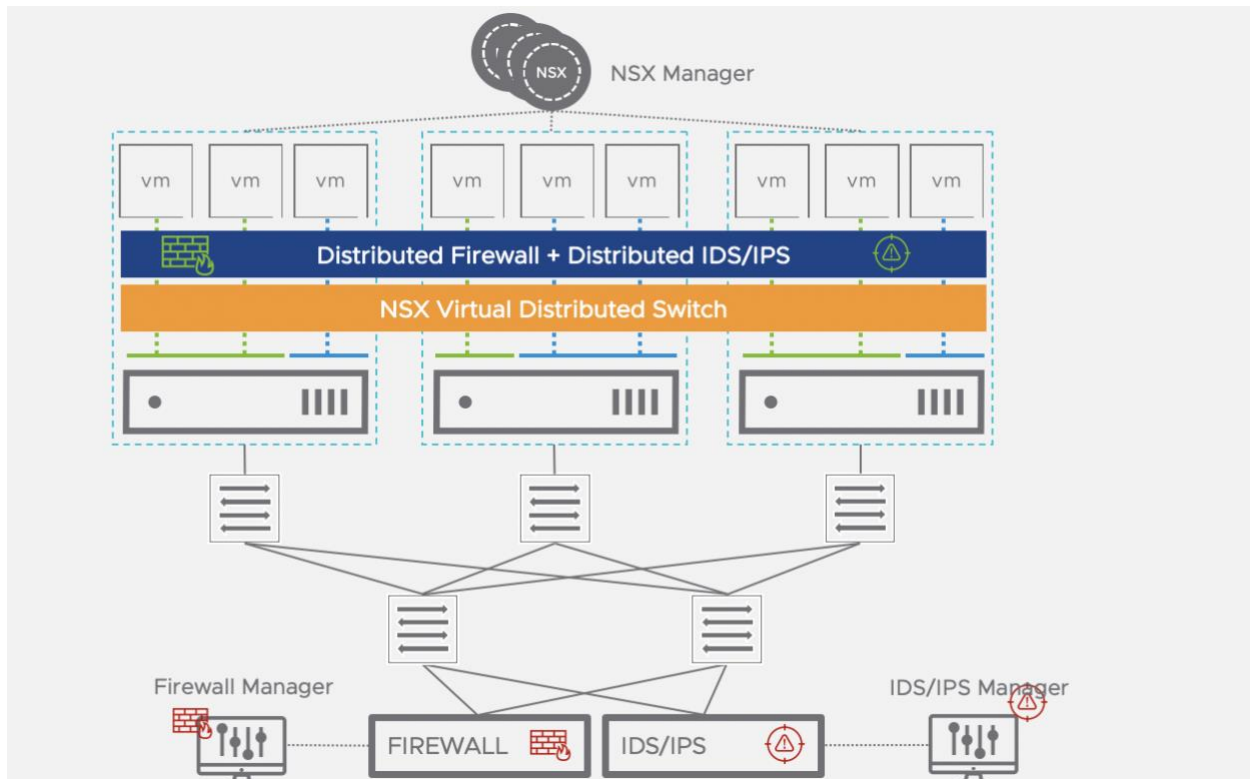 NSX
NSX Manager
vm vm vm vm vm vm vm vm vm
Distributed Firewall + Distributed IDS/IPS
NSX Virtual Distributed Switch
Firewall Manager
IDS/IPS Manager
FIREWALL
IDS/IPS